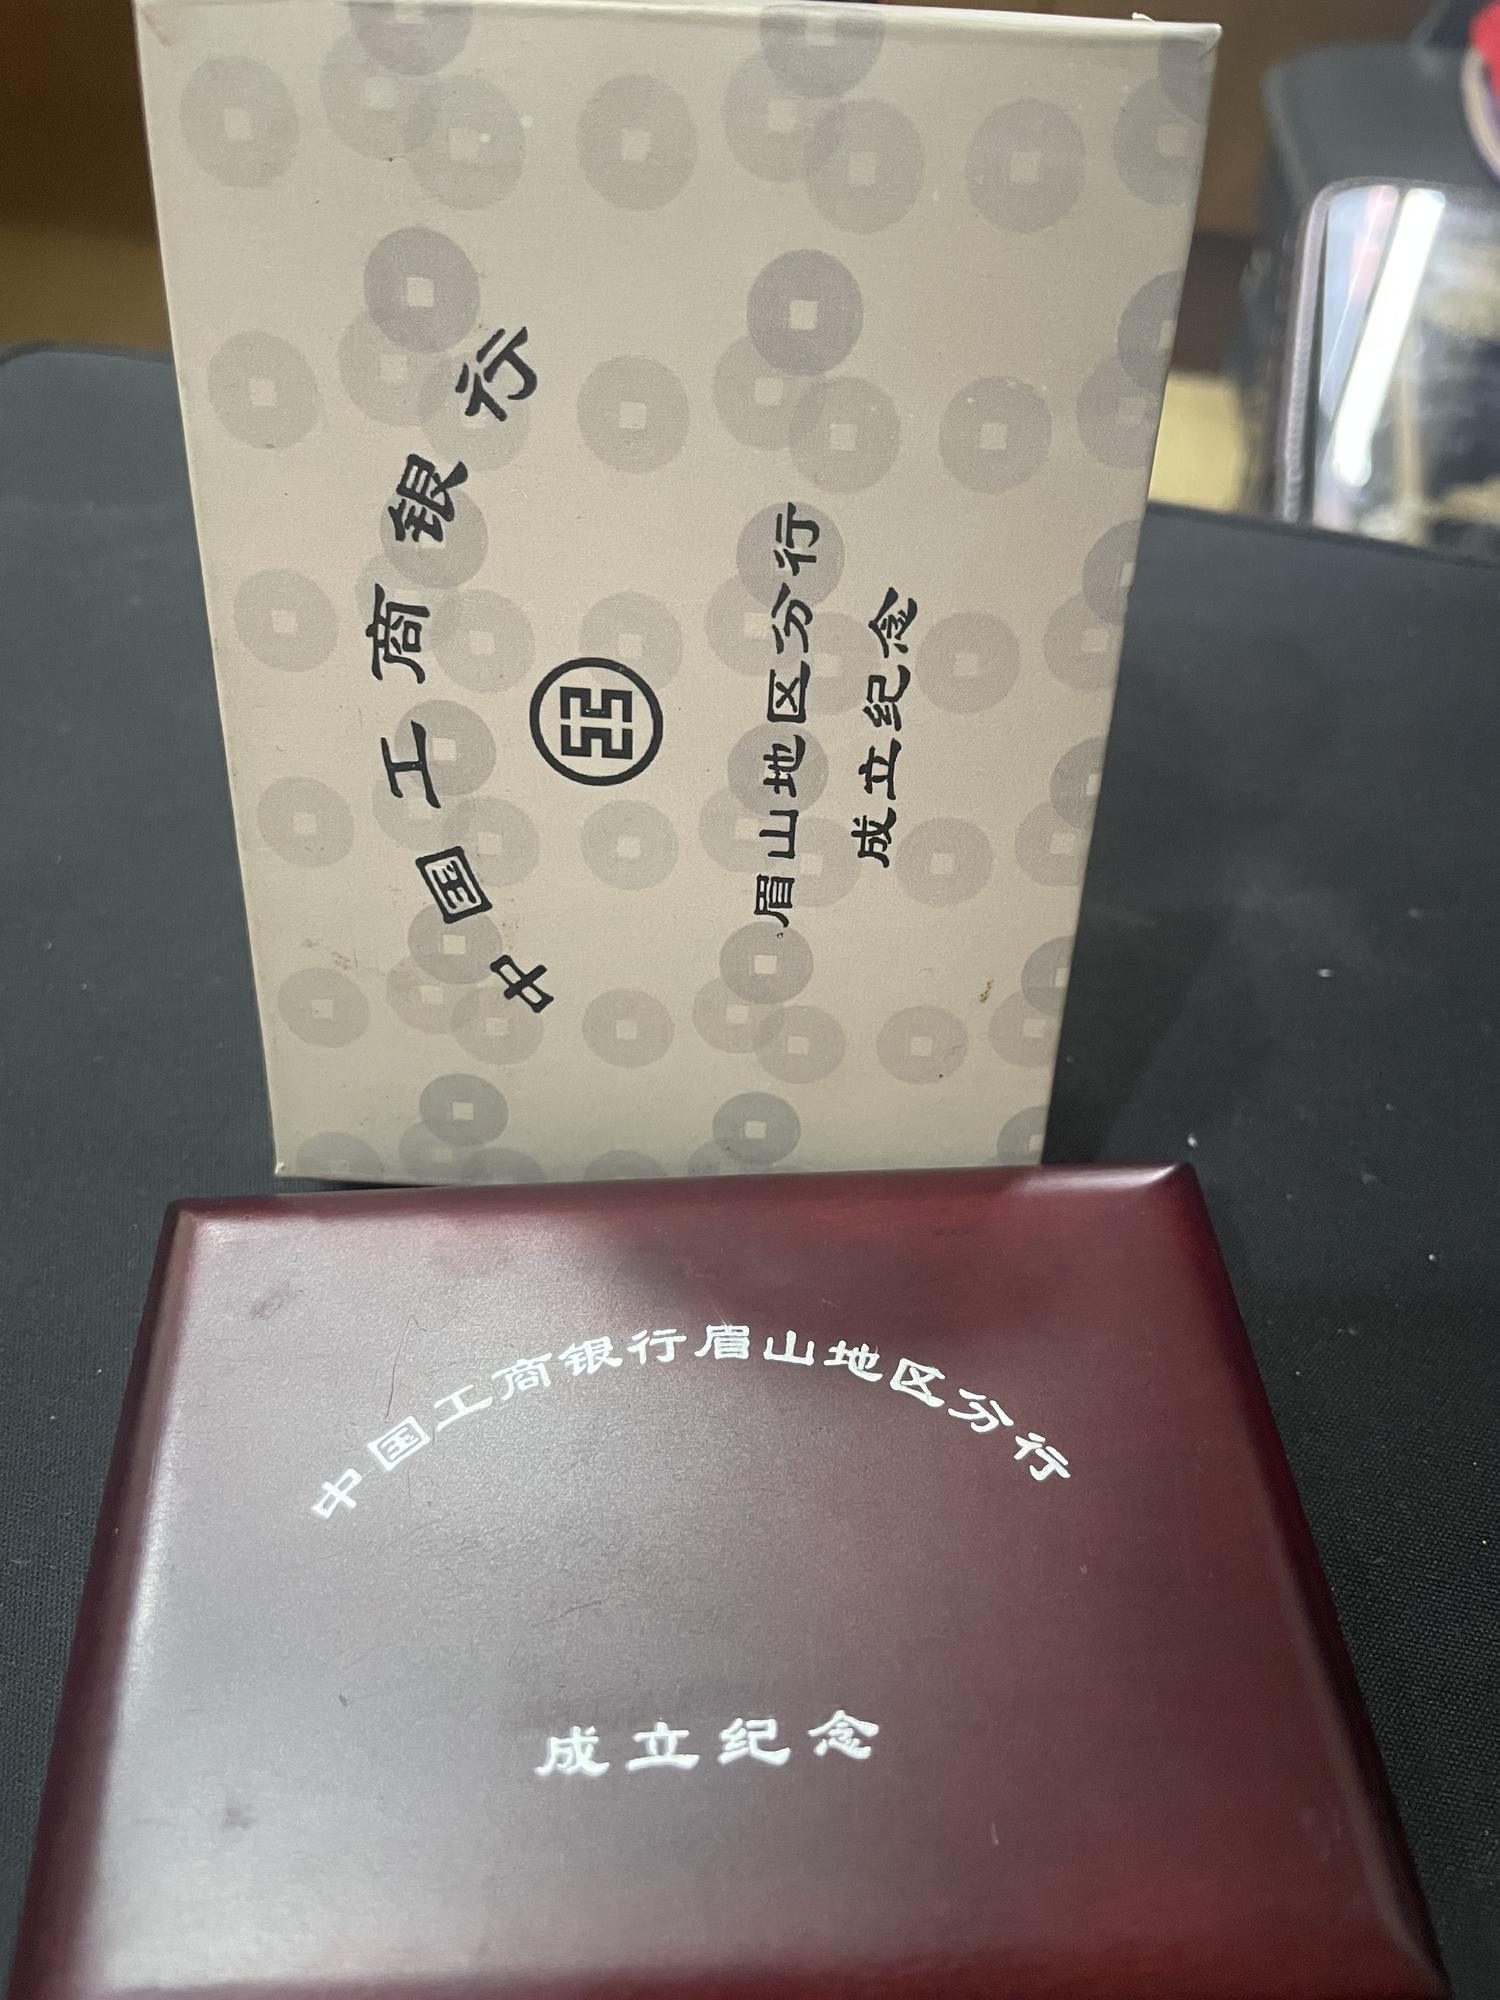 中国工商银行
眉山地区分行
成立纪念
中国工商银行眉山地区分行
成立纪念